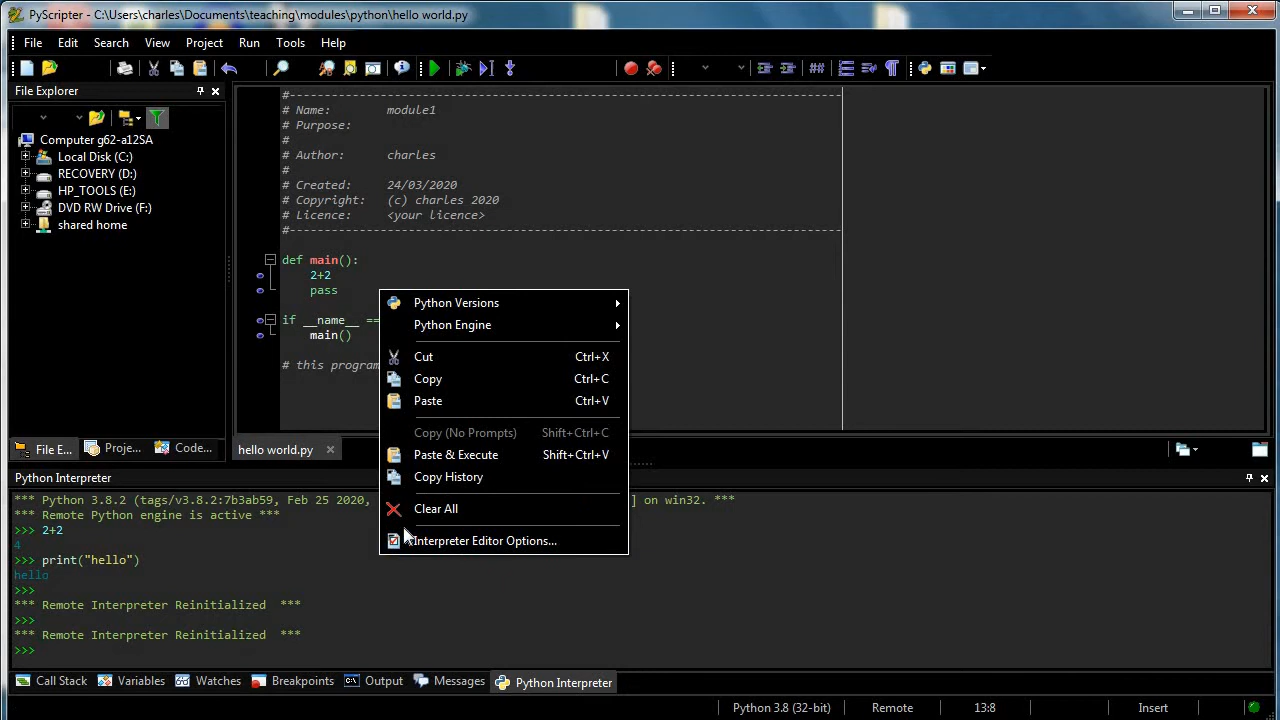 PyScripter - C:\Users\charles\Documents\teaching\modules\python\hello world.py
File Edit Search View Project Run Tools Help
File Explorer
Computer g62-a12SA
Local Disk (C:)
RECOVERY (D:)
HP_TOOLS (E:)
DVD RW Drive (F:)
shared home
#-------------------------------------------------------------------------------
# Name:        module1
# Purpose:
#
# Author:      charles
#
# Created:     24/03/2020
# Copyright:   (c) charles 2020
# Licence:     <your licence>
#-------------------------------------------------------------------------------
def main():
    2+2
    pass
if __name__ ==
    main()
# this program
Python Versions
Python Engine
Cut Ctrl+X
Copy Ctrl+C
Paste Ctrl+V
Copy (No Prompts) Shift+Ctrl+C
Paste & Execute Shift+Ctrl+V
Copy History
Clear All
Interpreter Editor Options...
File E... Proje... Code...
hello world.py
Python Interpreter
*** Python 3.8.2 (tags/v3.8.2:7b3ab59, Feb 25 2020, ] on win32. ***
*** Remote Python engine is active ***
>>> 2+2
4
>>> print("hello")
hello
>>>
*** Remote Interpreter Reinitialized  ***
>>>
*** Remote Interpreter Reinitialized  ***
>>>
Call Stack Variables Watches Breakpoints Output Messages Python Interpreter
Python 3.8 (32-bit) Remote 13:8 Insert